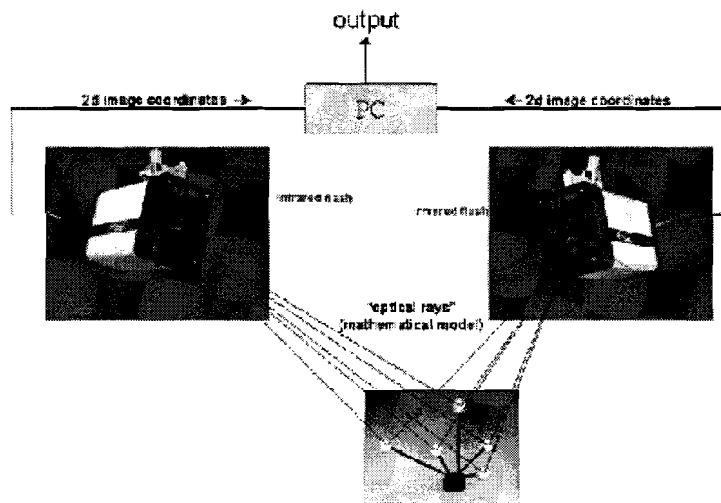 output
2d image coordinates
PC
2d image coordinates
infrared flash
infrared flash
"optical rays"
(mathematical model)